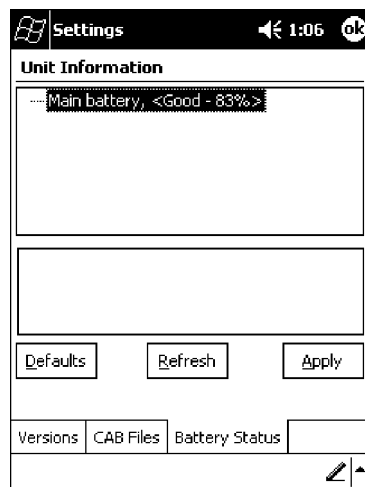 Settings 1:06 ok
Unit Information
Main battery, <Good - 83%>
Defaults Refresh Apply
Versions CAB Files Battery Status